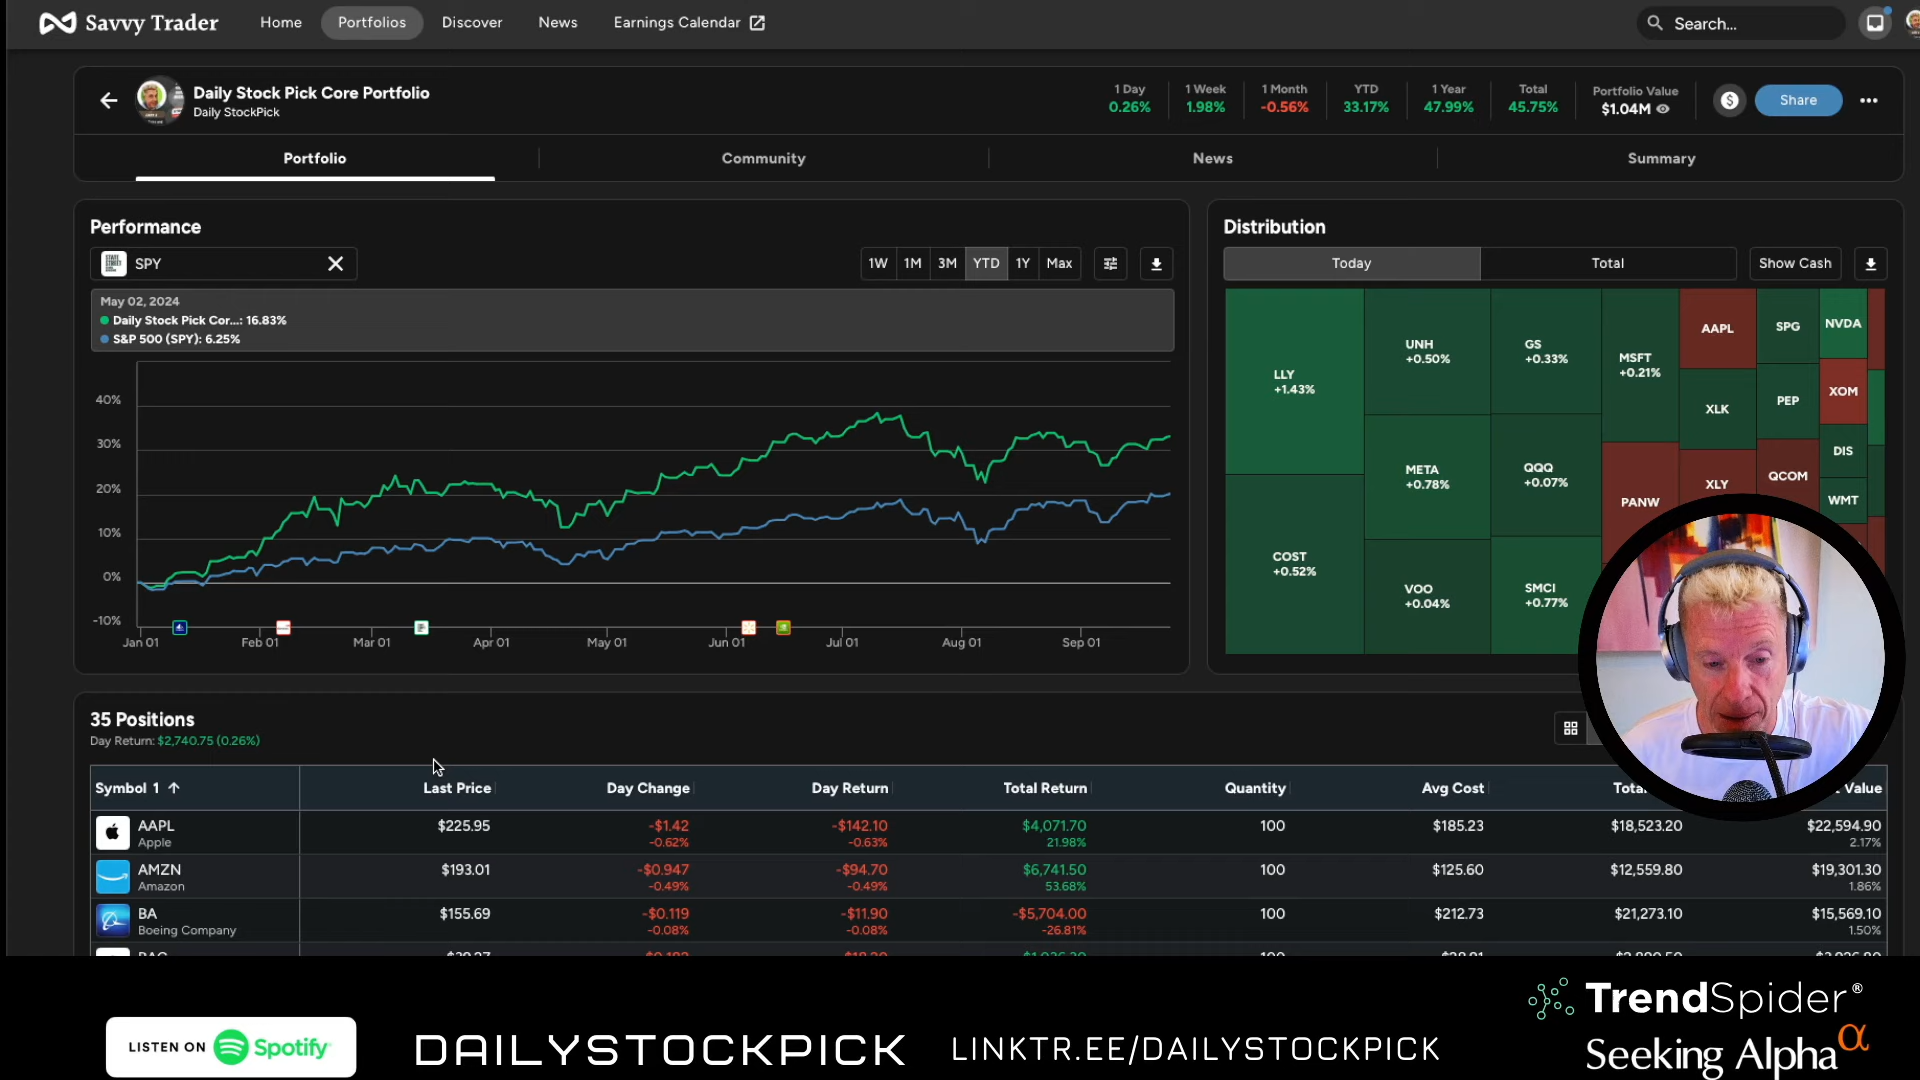 Savvy Trader Home Portfolios Discover News Earnings Calendar Search...
Daily Stock Pick Core Portfolio
Daily StockPick
1 Day 1 Week 1 Month YTD 1 Year Total Portfolio Value
0.26% 1.98% -0.56% 33.17% 47.99% 45.75% $1.04M
Share
Portfolio Community News Summary
Performance
SPY
1W 1M 3M YTD 1Y Max
May 02, 2024
Daily Stock Pick Cor...: 16.83%
S&P 500 (SPY): 6.25%
40%
30%
20%
10%
0%
-10%
Jan 01 Feb 01 Mar 01 Apr 01 May 01 Jun 01 Jul 01 Aug 01 Sep 01
Distribution
Today Total Show Cash
LLY
+1.43%
COST
+0.52%
UNH
+0.50%
META
+0.78%
VOO
+0.04%
GS
+0.33%
QQQ
+0.07%
SMCI
+0.77%
MSFT
+0.21%
PANW
AAPL
XLK
XLY
SPG
PEP
QCOM
NVDA
XOM
DIS
WMT
35 Positions
Day Return: $2,740.75 (0.26%)
Symbol 1 Last Price Day Change Day Return Total Return Quantity Avg Cost Value
AAPL $225.95 -$1.42 -$142.10 $4,071.70 100 $185.23 $18,523.20 $22,594.90
Apple -0.62% -0.63% 21.98% 2.17%
AMZN $193.01 -$0.947 -$94.70 $6,741.50 100 $125.60 $12,559.80 $19,301.30
Amazon -0.49% -0.49% 53.68% 1.86%
BA $155.69 -$0.119 -$11.90 -$5,704.00 100 $212.73 $21,273.10 $15,569.10
Boeing Company -0.08% -0.08% -26.81% 1.50%
LISTEN ON Spotify
DAILYSTOCKPICK
LINKTR.EE/DAILYSTOCKPICK
TrendSpider®
Seeking Alpha α